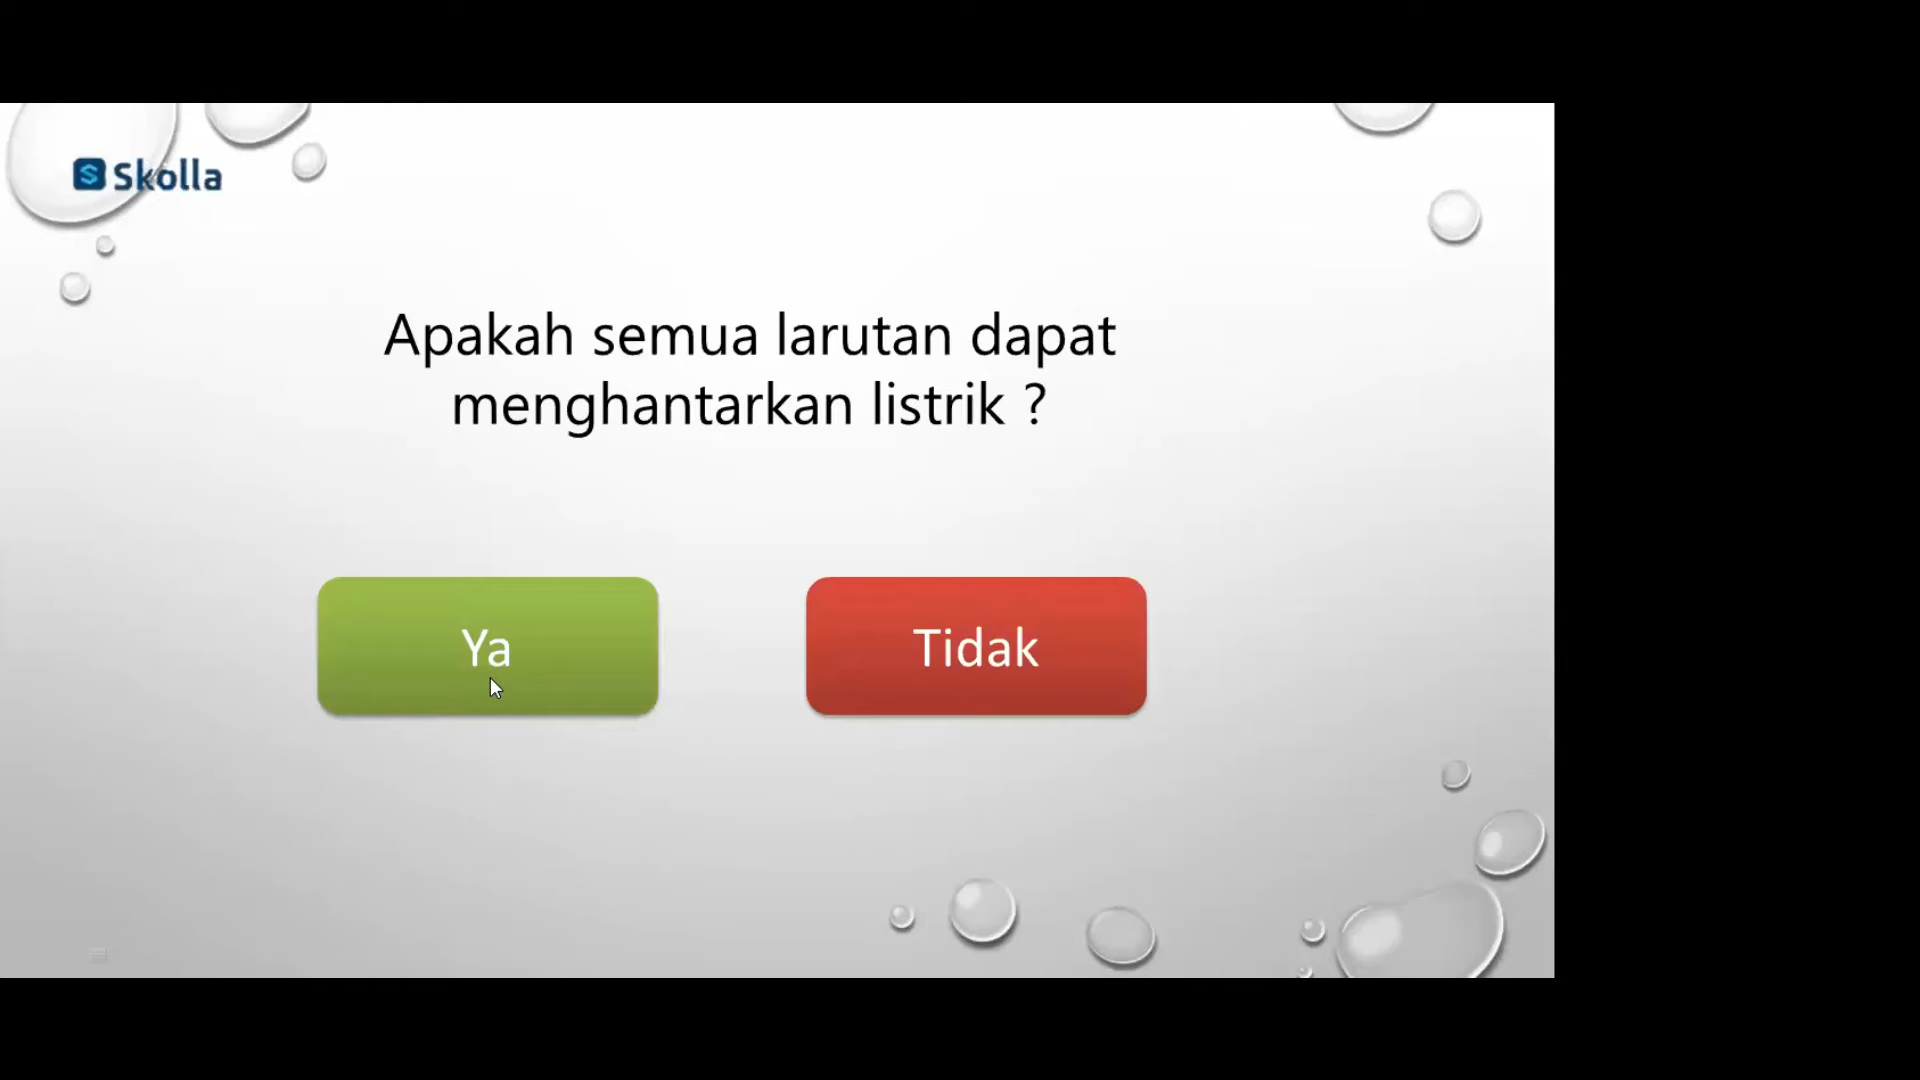 Skolla
Apakah semua larutan dapat
menghantarkan listrik ?
Ya
Tidak